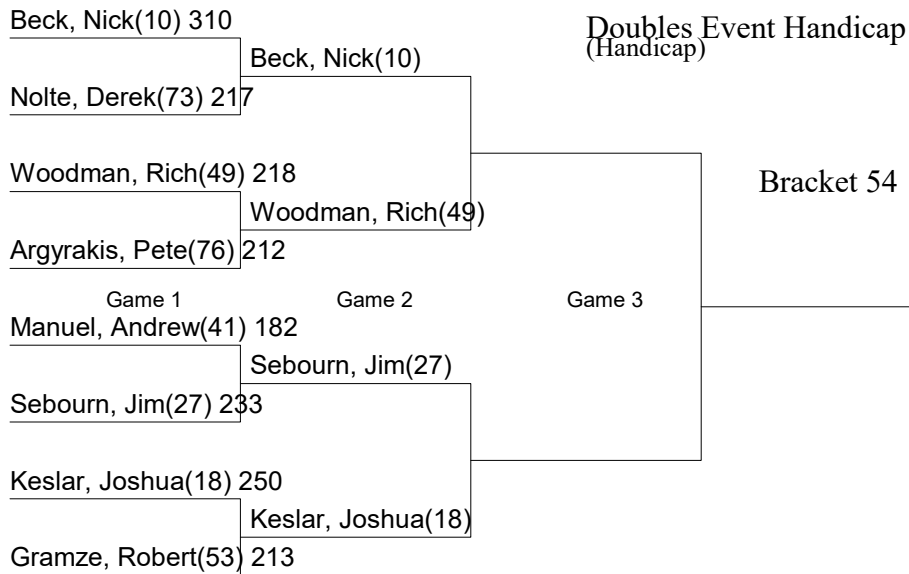 Beck, Nick(10) 310
Doubles Event Handicap
(Handicap)
Beck, Nick(10)
Nolte, Derek(73) 217
Woodman, Rich(49) 218
Bracket 54
Woodman, Rich(49)
Argyrakis, Pete(76) 212
Game 1
Game 2
Game 3
Manuel, Andrew(41) 182
Sebourn, Jim(27)
Sebourn, Jim(27) 233
Keslar, Joshua(18) 250
Keslar, Joshua(18)
Gramze, Robert(53) 213